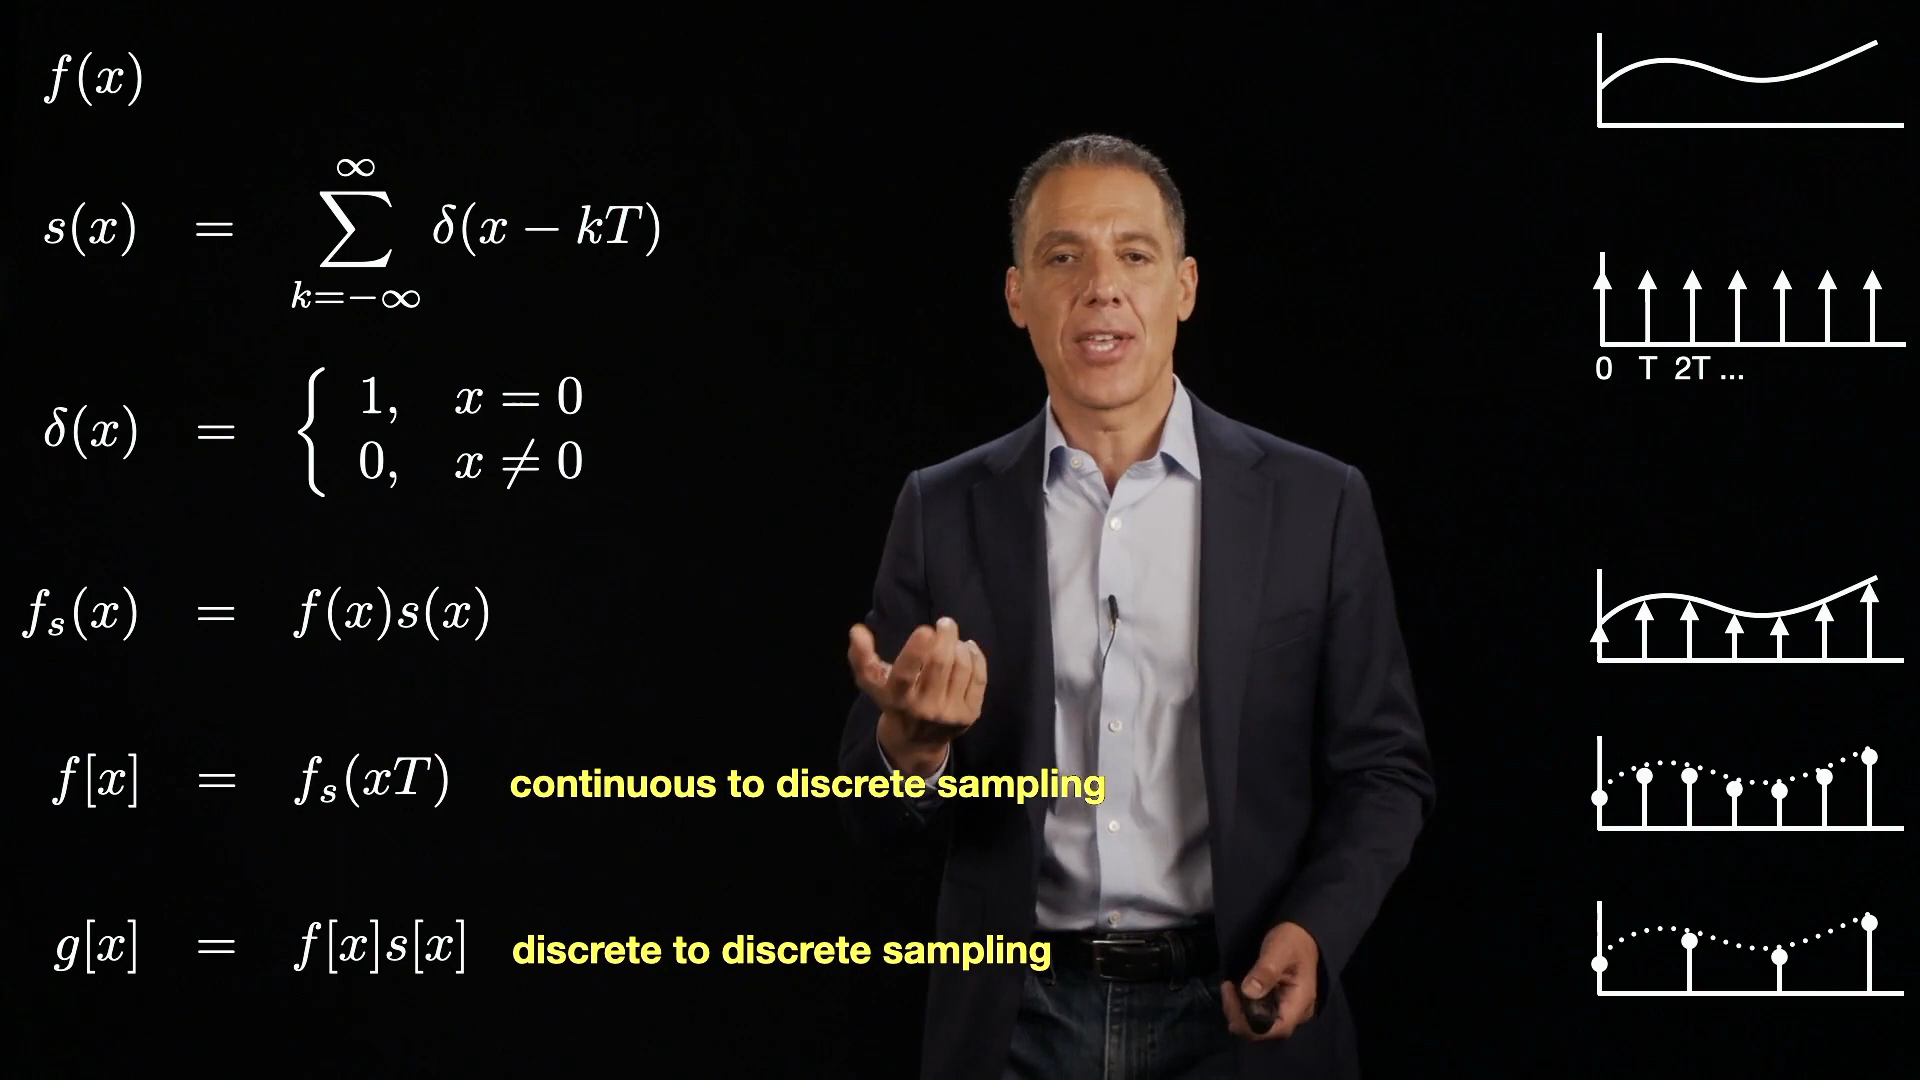 f(x)
s(x) = ∑_{k=−∞}^{∞} δ(x − kT)
0 T 2T ...
δ(x) = { 1, x = 0
0, x ≠ 0
f_s(x) = f(x)s(x)
f[x] = f_s(xT) continuous to discrete sampling
g[x] = f[x]s[x] discrete to discrete sampling